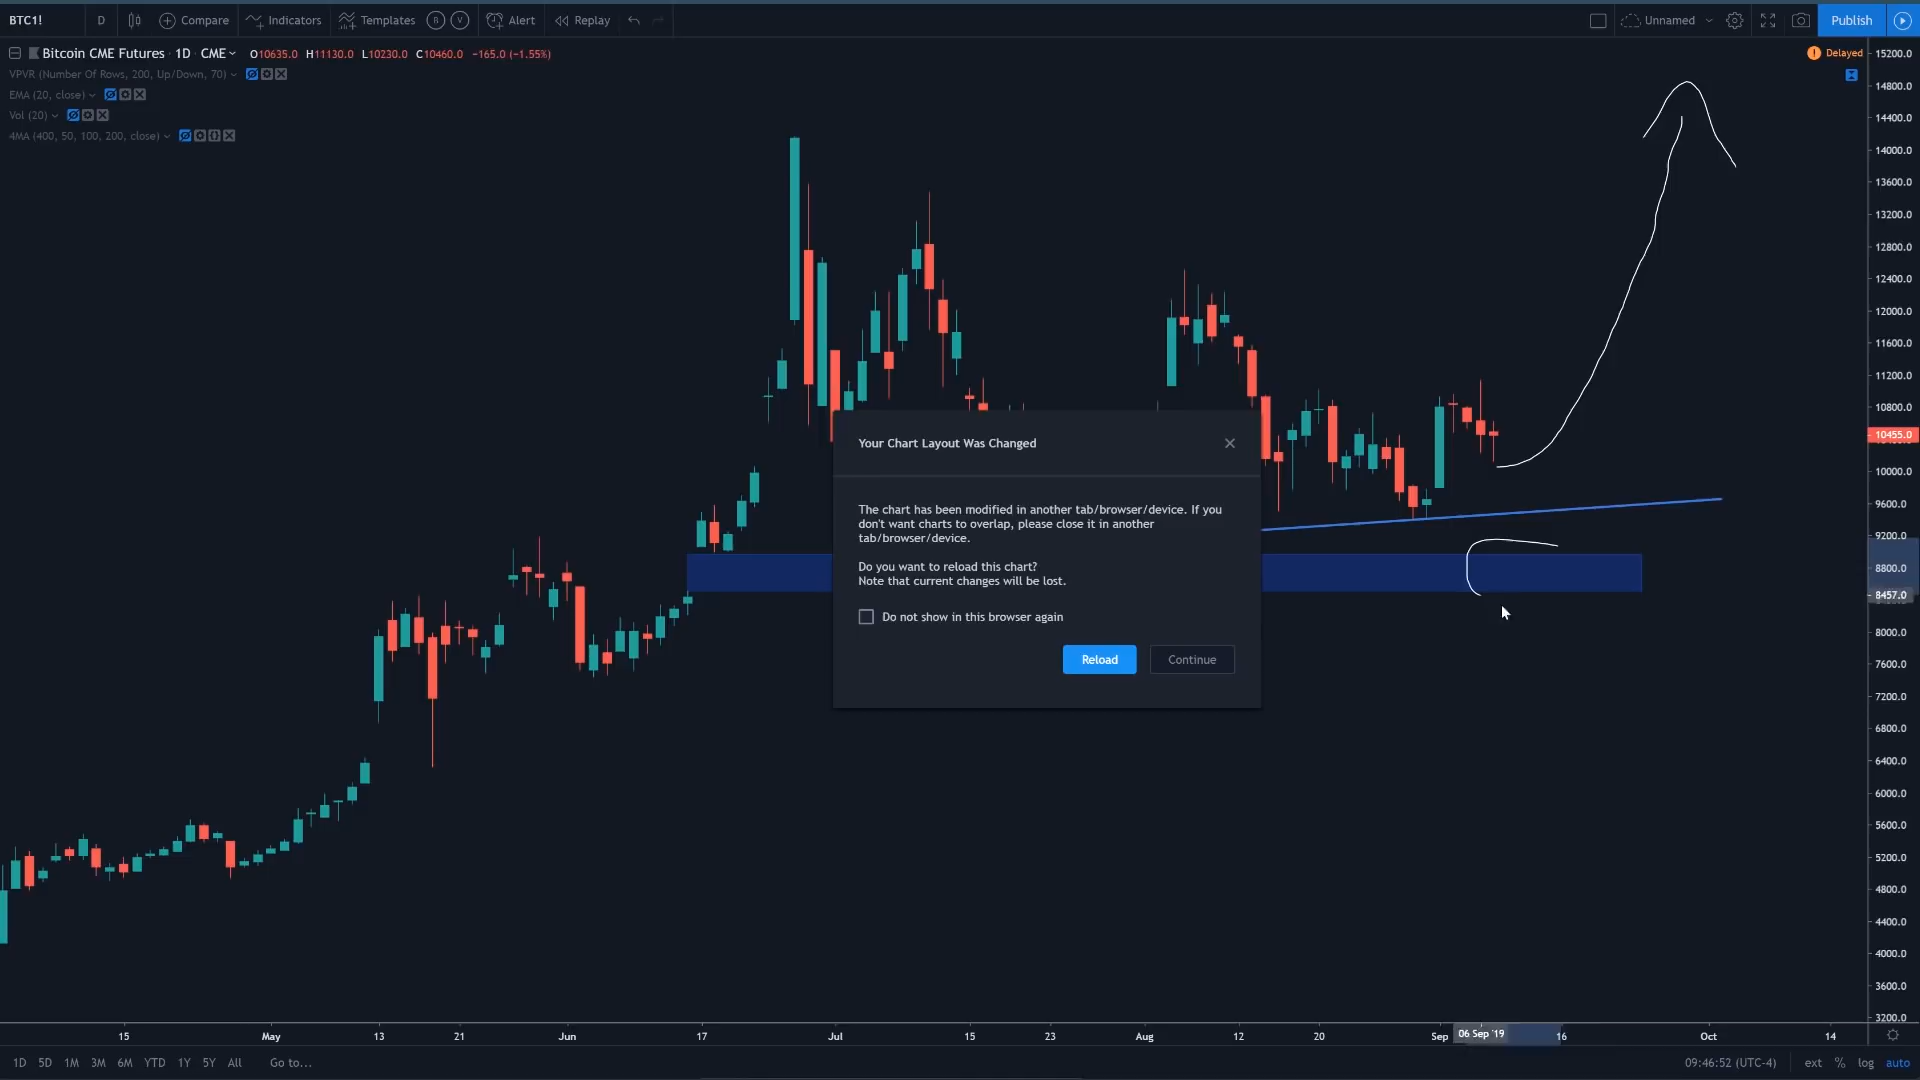 BTC1! D Compare Indicators Templates B V Alert Replay Unnamed Publish
Bitcoin CME Futures · 1D · CME O10635.0 H11130.0 L10230.0 C10460.0 −165.0 (−1.55%) Delayed
VPVR (Number Of Rows, 200, Up/Down, 70)
EMA (20, close)
Vol (20)
4MA (400, 50, 100, 200, close)
15200.0
14800.0
14400.0
14000.0
13600.0
13200.0
12800.0
12400.0
12000.0
11600.0
11200.0
10800.0
10455.0
10000.0
9600.0
9200.0
8800.0
8457.0
8000.0
7600.0
7200.0
6800.0
6400.0
6000.0
5600.0
5200.0
4800.0
4400.0
4000.0
3600.0
3200.0
Your Chart Layout Was Changed
The chart has been modified in another tab/browser/device. If you
don't want charts to overlap, please close it in another
tab/browser/device.
Do you want to reload this chart?
Note that current changes will be lost.
Do not show in this browser again
Reload Continue
15 May 13 21 Jun 17 Jul 15 23 Aug 12 20 Sep 06 Sep '19 16 Oct 14
1D 5D 1M 3M 6M YTD 1Y 5Y All Go to... 09:46:52 (UTC-4) ext % log auto